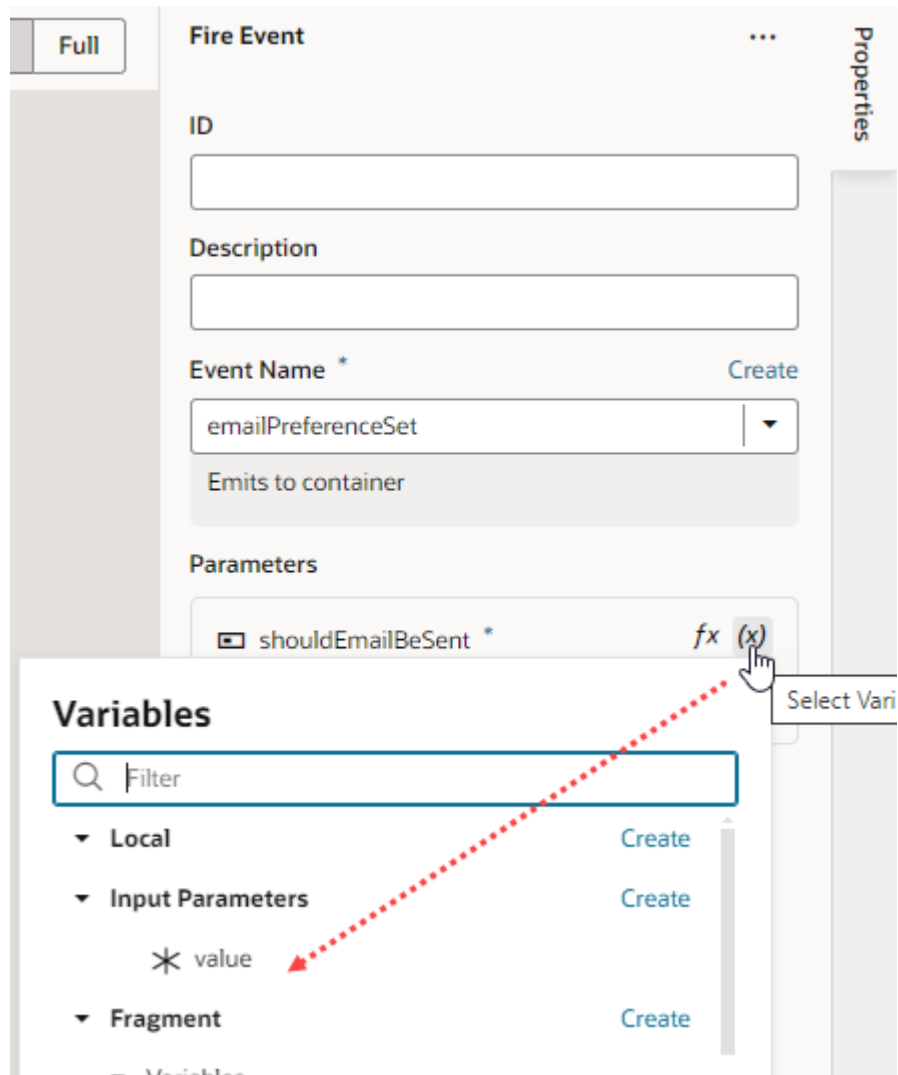 Full
Fire Event
...
Properties
ID
Description
Event Name * Create
emailPreferenceSet
Emits to container
Parameters
shouldEmailBeSent * fx (x)
Select Vari
Variables
Filter
Local Create
Input Parameters Create
value
Fragment Create
Variables